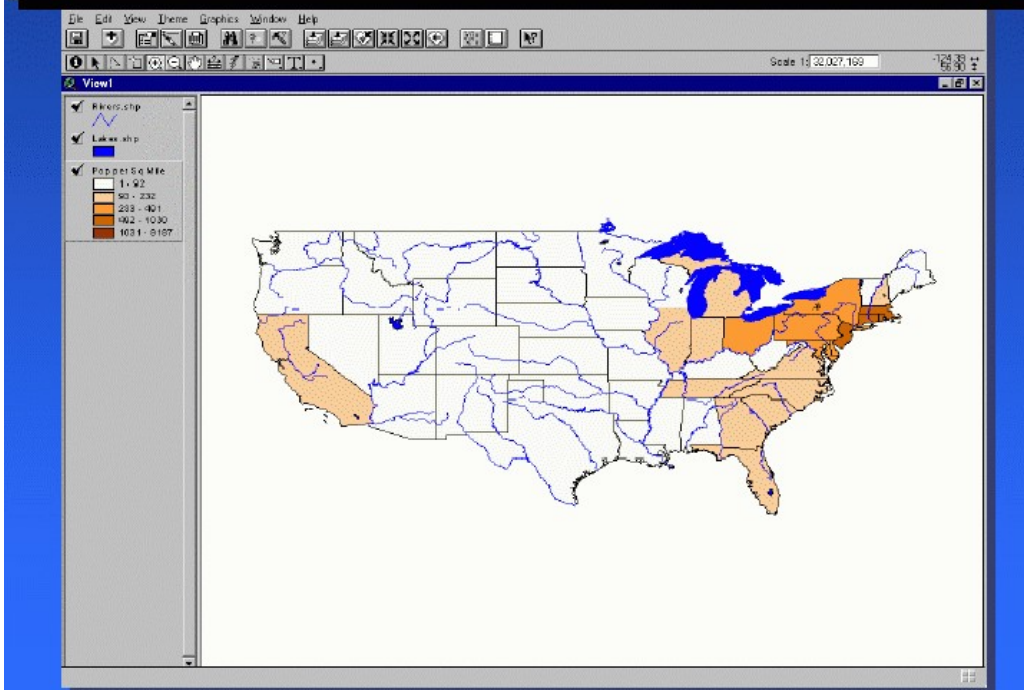 File Edit View Theme Graphics Window Help
Scale 1: 32,027,169
View1
Rivers.shp
Lakes.shp
Pop per Sq Mile
1 - 92
93 - 232
233 - 491
492 - 1030
1031 - 9187